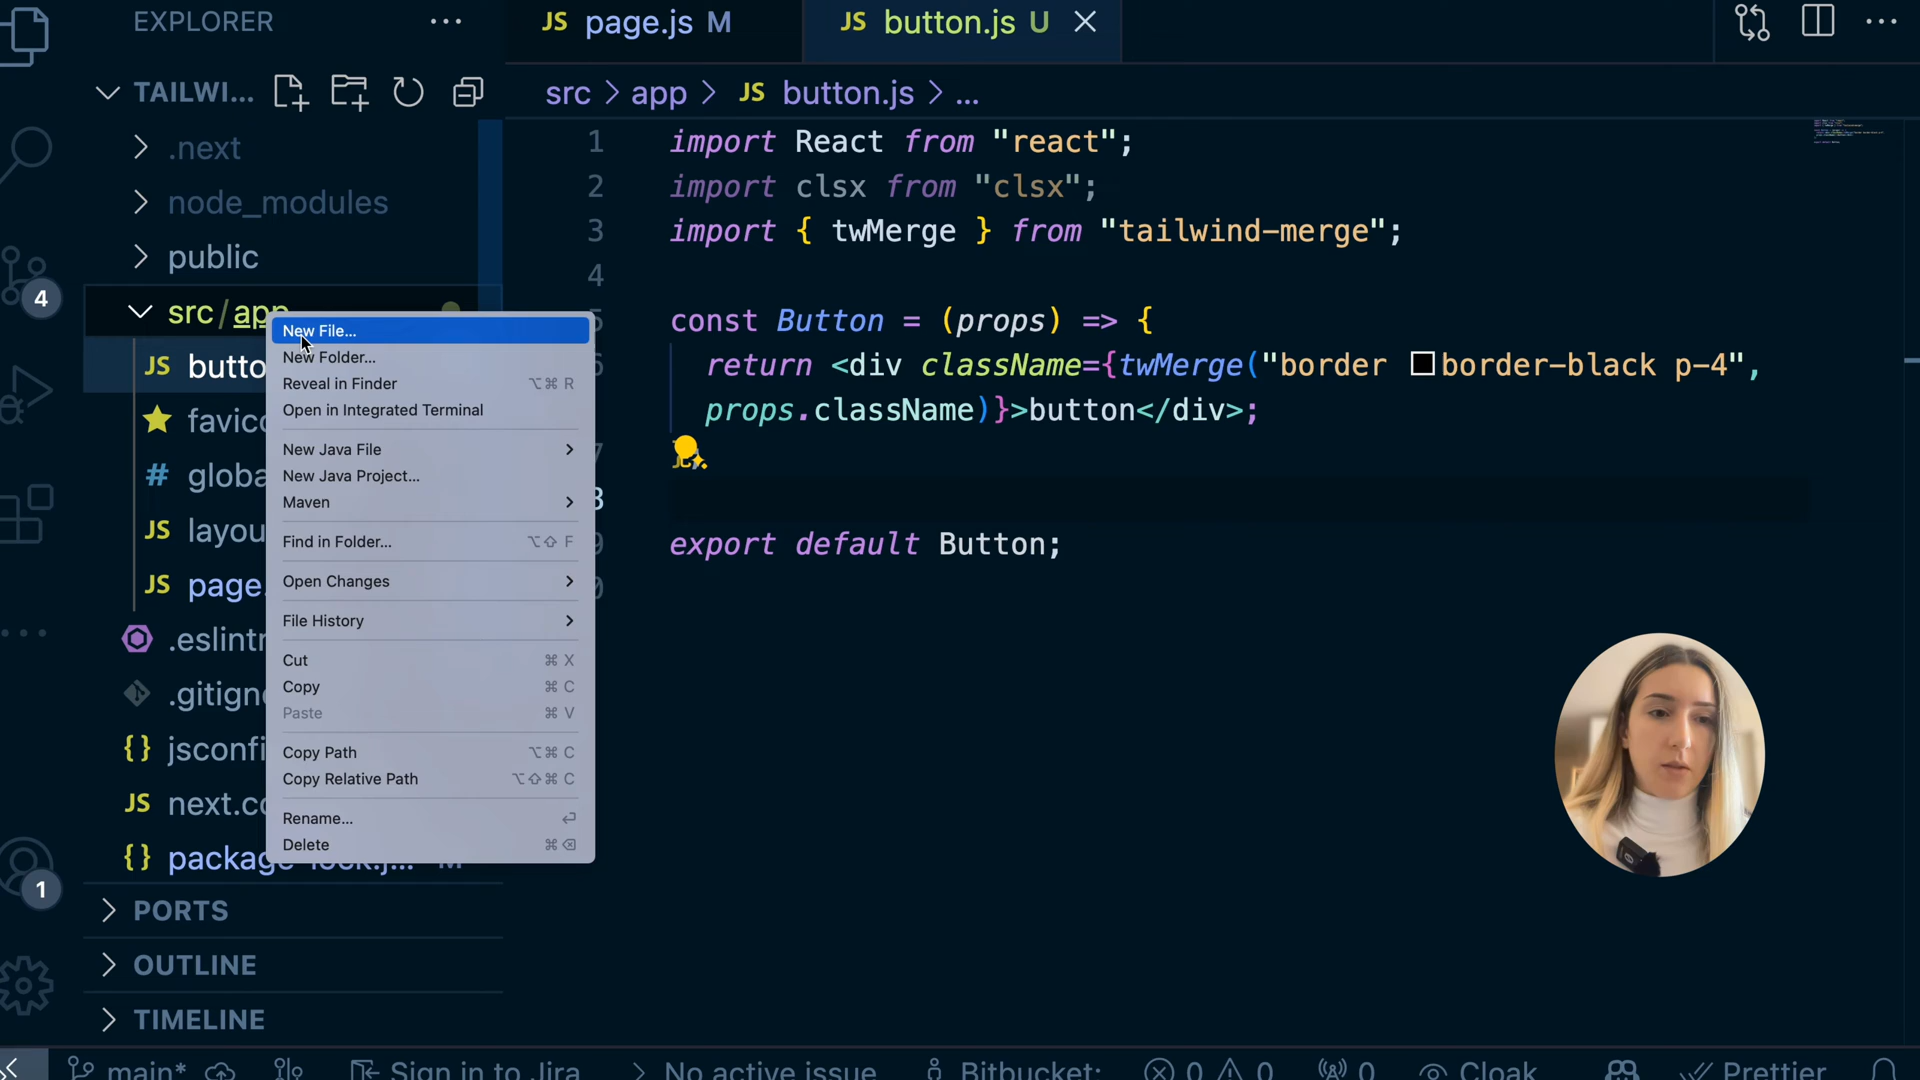 EXPLORER
JS page.js M
JS button.js U
TAILWI...
src > app > JS button.js > ...
.next
node_modules
public
src/app
JS
# globa
JS layou
JS page.
.gitign
{}
JS next.co
{} package-lock.j... M
PORTS
OUTLINE
TIMELINE
4
1
New File...
New Folder...
Reveal in Finder ⌥⌘ R
Open in Integrated Terminal
New Java File
New Java Project...
Maven
Find in Folder... ⌥⇧ F
Open Changes
File History
Cut ⌘ X
Copy ⌘ C
Paste ⌘ V
Copy Path ⌥⌘ C
Copy Relative Path ⌥⇧⌘ C
Rename...
Delete
1 import React from "react";
2 import clsx from "clsx";
3 import { twMerge } from "tailwind-merge";
4
const Button = (props) => {
return <div className={twMerge("border border-black p-4",
props.className)}>button</div>;
export default Button;
main* Sign in to Jira No active issue Bitbucket: 0 0 0 Cloak Prettier